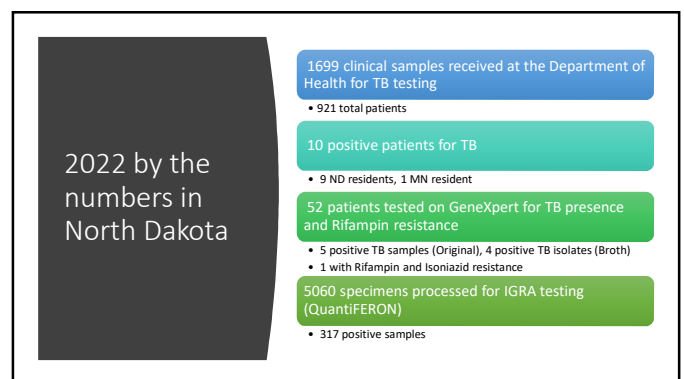 2022 by the
numbers in
North Dakota
1699 clinical samples received at the Department of
Health for TB testing
• 921 total patients
10 positive patients for TB
• 9 ND residents, 1 MN resident
52 patients tested on GeneXpert for TB presence
and Rifampin resistance
• 5 positive TB samples (Original), 4 positive TB isolates (Broth)
• 1 with Rifampin and Isoniazid resistance
5060 specimens processed for IGRA testing
(QuantiFERON)
• 317 positive samples